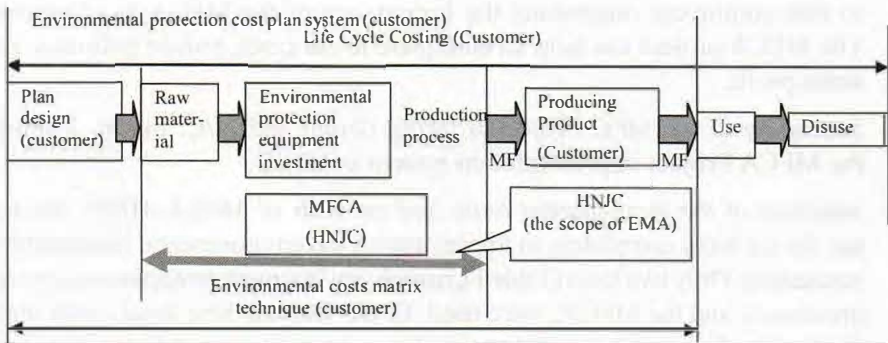 Environmental protection cost plan system (customer)
Life Cycle Costing (Customer)
Plan
design
(customer)
Raw
mater-
ial
Environmental
protection
equipment
investment
Production
process
MF
Producing
Product
(Customer)
MF
Use
Disuse
MFCA
(HNJC)
HNJC
(the scope of EMA)
Environmental costs matrix
technique (customer)